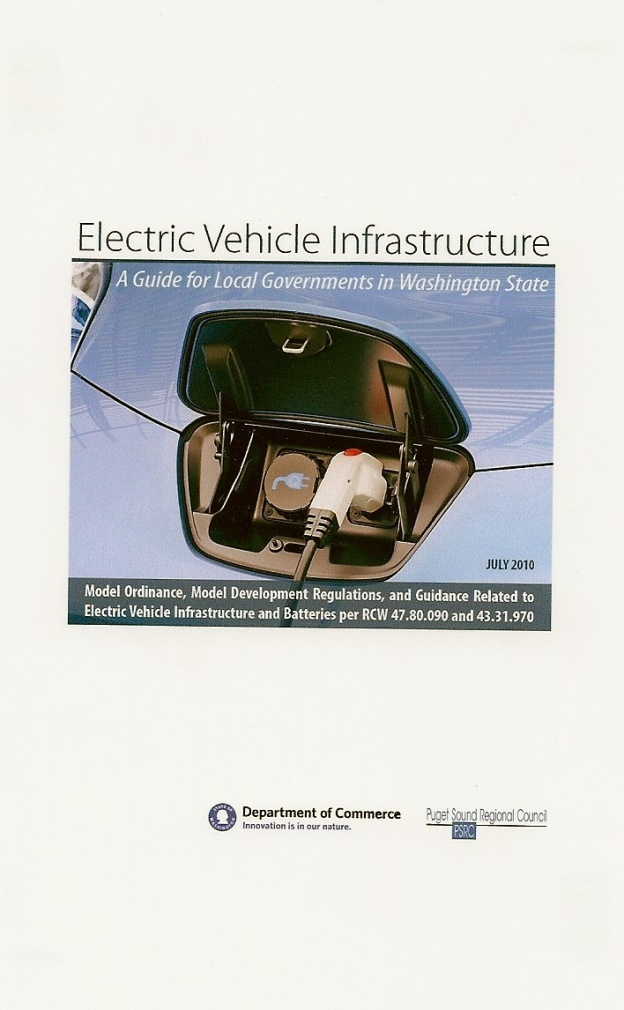 Electric Vehicle Infrastructure
A Guide for Local Governments in Washington State
JULY 2010
Model Ordinance, Model Development Regulations, and Guidance Related to
Electric Vehicle Infrastructure and Batteries per RCW 47.80.090 and 43.31.970
Department of Commerce
Innovation is in our nature.
Puget Sound Regional Council
PSRC